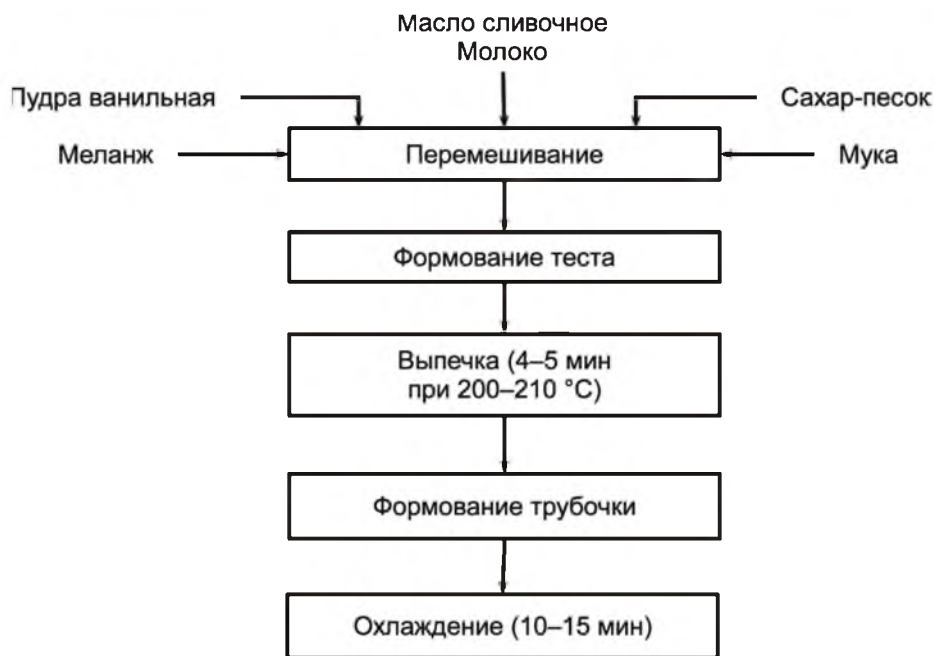 Масло сливочное
Молоко
Пудра ванильная
Сахар-песок
Меланж
Перемешивание
Мука
Формование теста
Выпечка (4–5 мин
при 200–210 °С)
Формование трубочки
Охлаждение (10–15 мин)